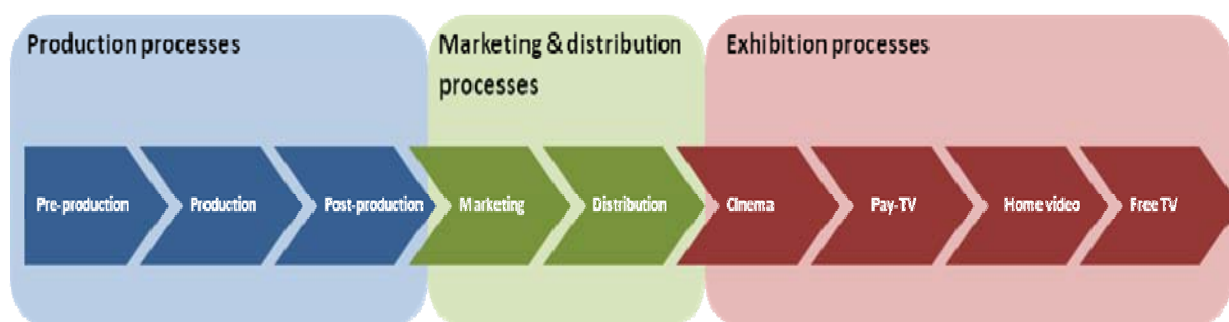 Production processes
Marketing & distribution
processes
Exhibition processes
Pre-production
Production
Post-production
Marketing
Distribution
Cinema
Pay-TV
Home video
Free TV